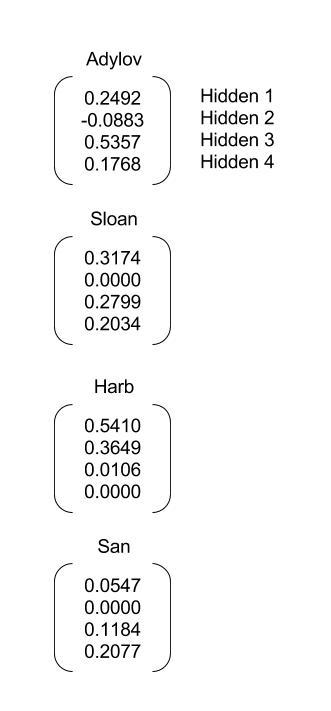 Adylov
0.2492 Hidden 1
-0.0883 Hidden 2
0.5357 Hidden 3
0.1768 Hidden 4
Sloan
0.3174
0.0000
0.2799
0.2034
Harb
0.5410
0.3649
0.0106
0.0000
San
0.0547
0.0000
0.1184
0.2077